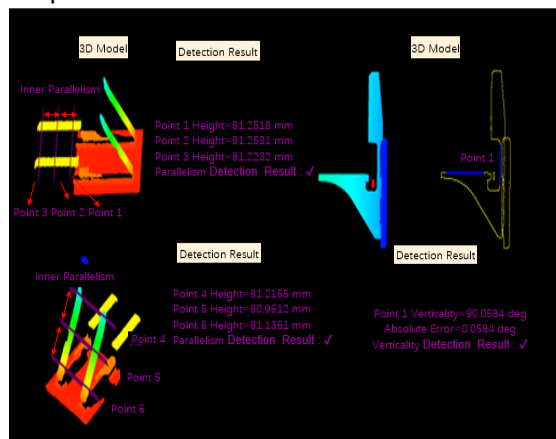 3D Model
Detection Result
3D Model
Inner Parallelism
Point 1 Height=81.2518 mm
Point 2 Height=81.2531 mm
Point 3 Height=81.2232 mm
Parallelism Detection Result : ✓
Point 3 Point 2 Point 1
Point 1
Detection Result
Detection Result
Inner Parallelism
Point 4 Height=81.2155 mm
Point 5 Height=80.9612 mm
Point 6 Height=81.1361 mm
Parallelism Detection Result : ✓
Point 4
Point 5
Point 6
Point 1 Verticality=90.0584 deg
Absolute Error=0.0584 deg
Verticality Detection Result : ✓